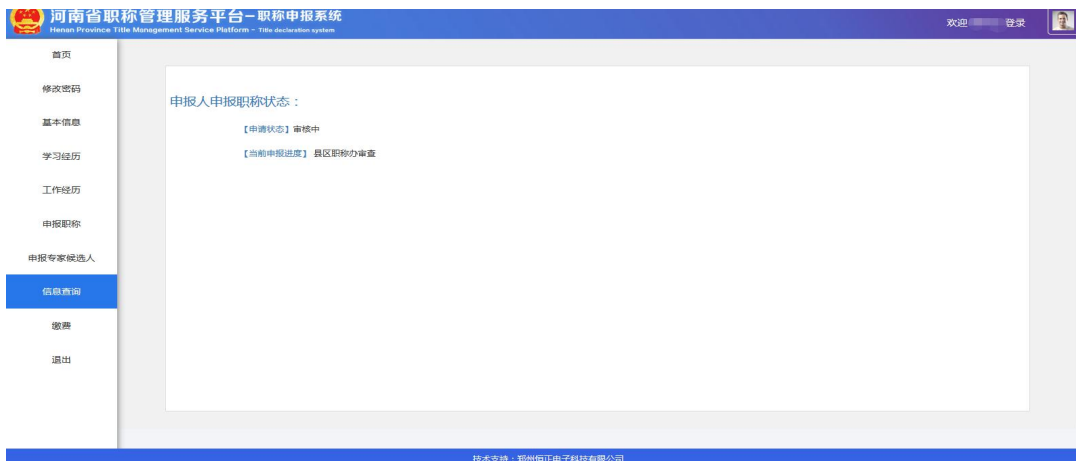 河南省职称管理服务平台-职称申报系统
Henan Province Title Management Service Platform - Title declaration system
欢迎 登录
首页
修改密码
基本信息
学习经历
工作经历
申报职称
申报专家候选人
信息查询
缴费
退出
申报人申报职称状态：
【申请状态】审核中
【当前申报进度】 县区职称办审查
技术支持：郑州恒正电子科技有限公司